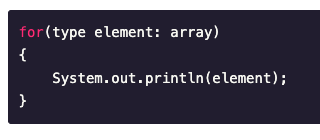 for(type element: array)
{
    System.out.println(element);
}